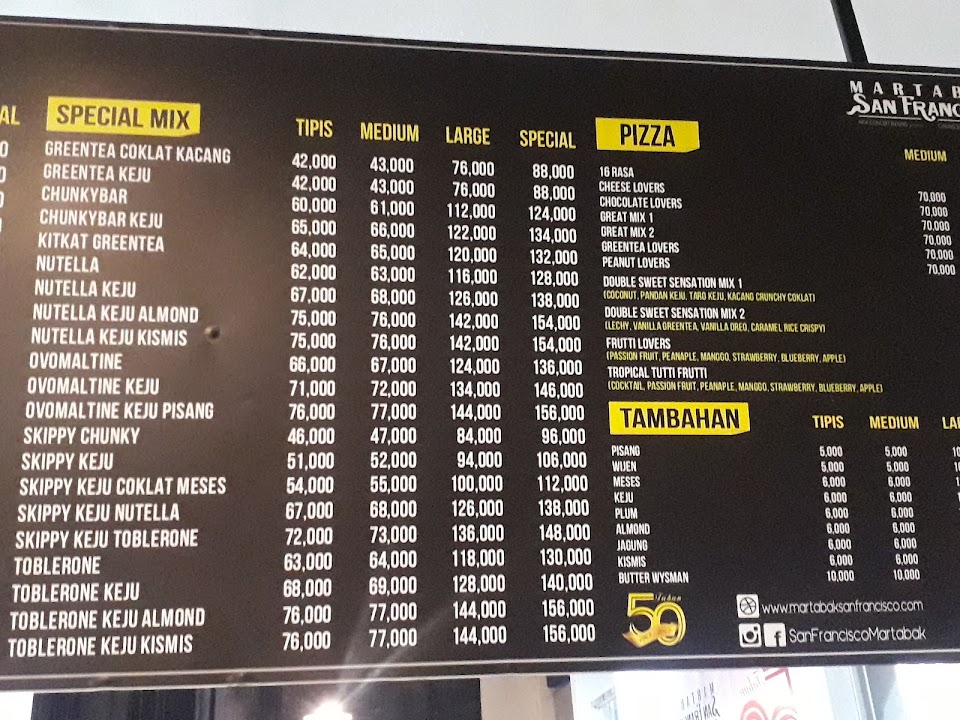 AL
SPECIAL MIX TIPIS MEDIUM LARGE SPECIAL
GREENTEA COKLAT KACANG 42,000 43,000 76,000 88,000
GREENTEA KEJU 42,000 43,000 76,000 88,000
CHUNKYBAR 60,000 61,000 112,000 124,000
CHUNKYBAR KEJU 65,000 66,000 122,000 134,000
KITKAT GREENTEA 64,000 65,000 120,000 132,000
NUTELLA 62,000 63,000 116,000 128,000
NUTELLA KEJU 67,000 68,000 126,000 138,000
NUTELLA KEJU ALMOND 75,000 76,000 142,000 154,000
NUTELLA KEJU KISMIS 75,000 76,000 142,000 154,000
OVOMALTINE 66,000 67,000 124,000 136,000
OVOMALTINE KEJU 71,000 72,000 134,000 146,000
OVOMALTINE KEJU PISANG 76,000 77,000 144,000 156,000
SKIPPY CHUNKY 46,000 47,000 84,000 96,000
SKIPPY KEJU 51,000 52,000 94,000 106,000
SKIPPY KEJU COKLAT MESES 54,000 55,000 100,000 112,000
SKIPPY KEJU NUTELLA 67,000 68,000 126,000 138,000
SKIPPY KEJU TOBLERONE 72,000 73,000 136,000 148,000
TOBLERONE 63,000 64,000 118,000 130,000
TOBLERONE KEJU 68,000 69,000 128,000 140,000
TOBLERONE KEJU ALMOND 76,000 77,000 144,000 156,000
TOBLERONE KEJU KISMIS 76,000 77,000 144,000 156,000
MARTAB
SAN FRANC
PIZZA MEDIUM
16 RASA
CHEESE LOVERS 70,000
CHOCOLATE LOVERS 70,000
GREAT MIX 1 70,000
GREAT MIX 2 70,000
GREENTEA LOVERS 70,000
PEANUT LOVERS 70,000
DOUBLE SWEET SENSATION MIX 1
(COCONUT, PANDAN KEJU, TARO KEJU, KACANG CRUNCHY COKLAT)
DOUBLE SWEET SENSATION MIX 2
(LECHY, VANILLA GREENTEA, VANILLA OREO, CARAMEL RICE CRISPY)
FRUTTI LOVERS
(PASSION FRUIT, PEANAPLE, MANGGO, STRAWBERRY, BLUEBERRY, APPLE)
TROPICAL TUTTI FRUTTI
(COCKTAIL, PASSION FRUIT, PEANAPLE, MANGGO, STRAWBERRY, BLUEBERRY, APPLE)
TAMBAHAN TIPIS MEDIUM LA
PISANG 5,000 5,000
WIJEN 5,000 5,000
MESES 6,000 6,000
KEJU 6,000 6,000
PLUM 6,000 6,000
ALMOND 6,000 6,000
JAGUNG 6,000 6,000
KISMIS 6,000 6,000
BUTTER WYSMAN 10,000 10,000
50 Tahun
www.martabaksanfrancisco.com
SanFranciscoMartabak